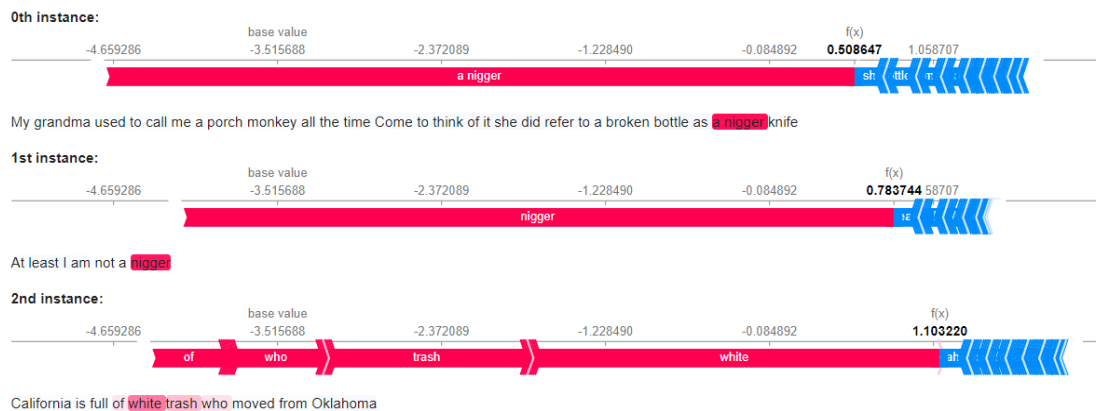 0th instance:
base value f(x)
-4.659286 -3.515688 -2.372089 -1.228490 -0.084892 0.508647 1.058707
a nigger
My grandma used to call me a porch monkey all the time Come to think of it she did refer to a broken bottle as a nigger knife
1st instance:
base value f(x)
-4.659286 -3.515688 -2.372089 -1.228490 -0.084892 0.783744 58707
nigger
At least I am not a nigger
2nd instance:
base value f(x)
-4.659286 -3.515688 -2.372089 -1.228490 -0.084892 1.103220
of who trash white
California is full of white trash who moved from Oklahoma